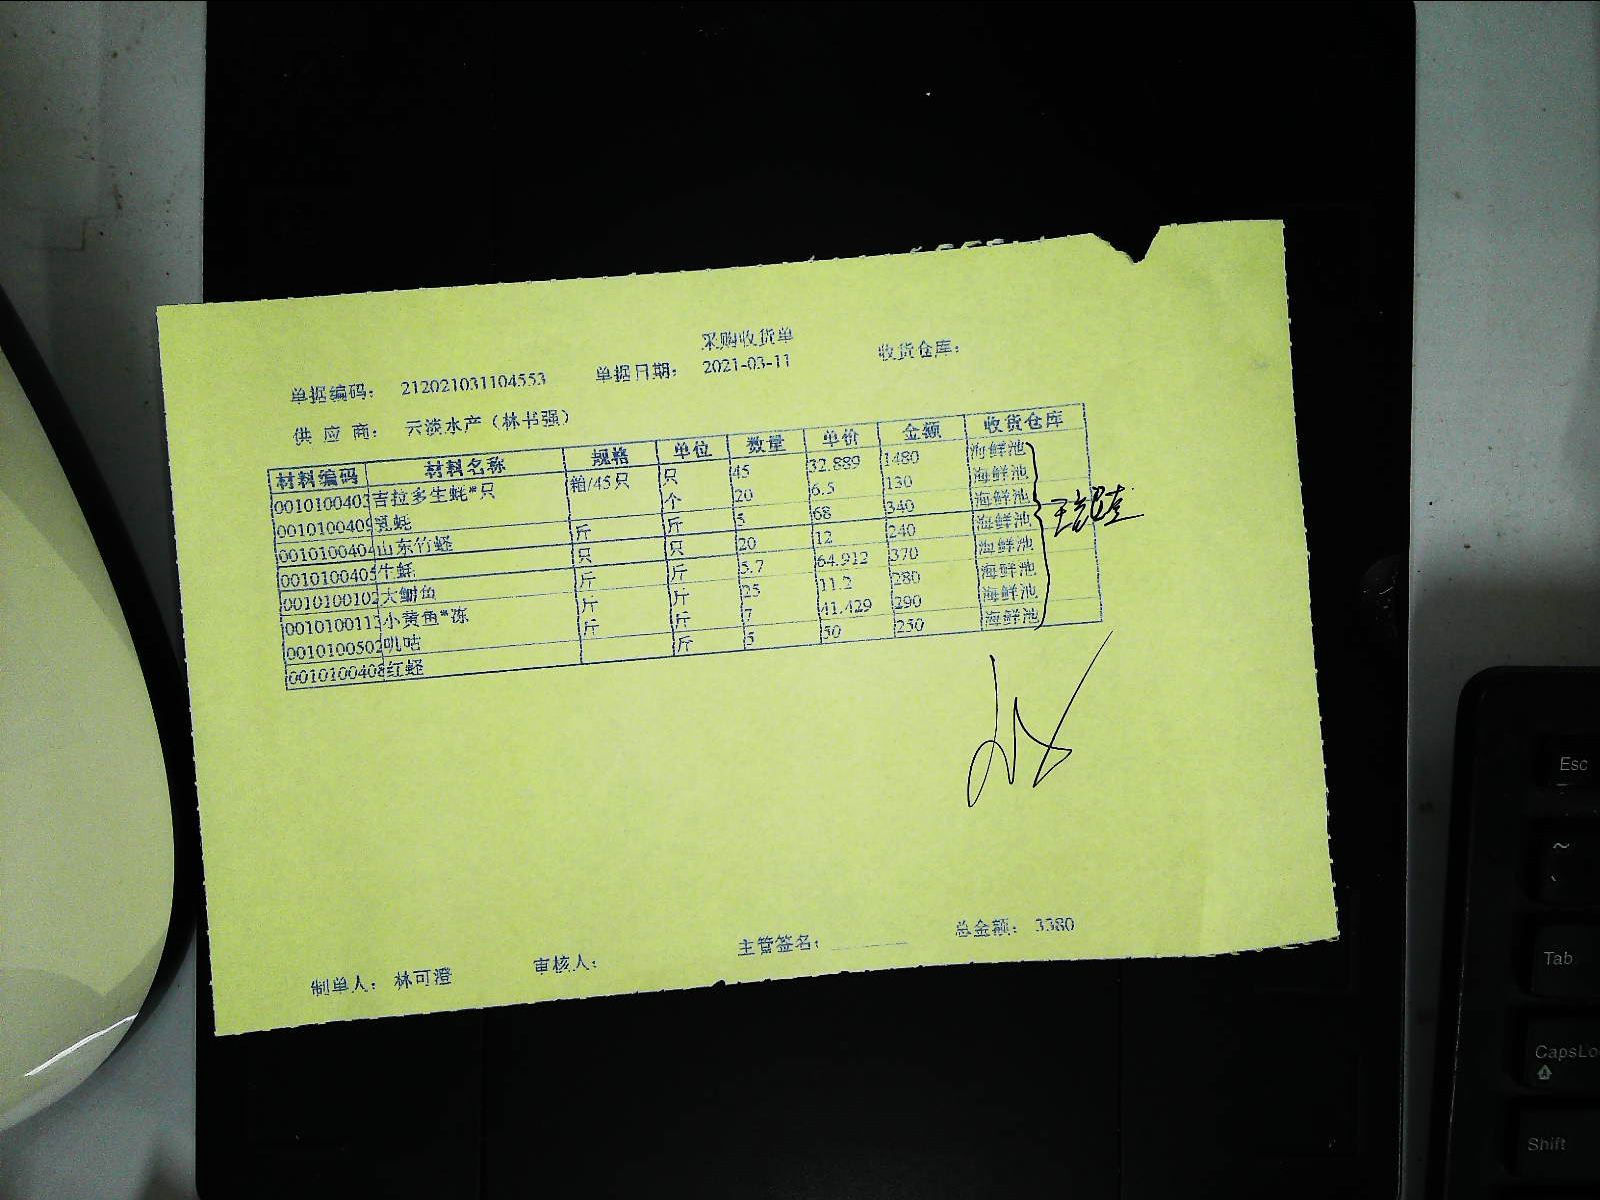 采购收货单
单据编码： 212021031104553 单据日期： 2021-03-11 收货仓库：
供 应 商： 云淡水产（林书强）
材料编码 材料名称 规格 单位 数量 单价 金额 收货仓库
0010100403 吉拉多生蚝*只 箱/45只 只 45 32.889 1480 海鲜池
0010100409 瓷蚝 个 20 6.5 130 海鲜池
0010100404 山东竹蛏 斤 斤 5 68 340 海鲜池
0010100405 牛蚝 只 只 20 12 240 海鲜池
0010100102 大鲫鱼 斤 斤 5.7 64.912 370 海鲜池
0010100113 小黄鱼*冻 斤 斤 25 11.2 280 海鲜池
0010100502 叽咕 斤 斤 7 41.429 290 海鲜池
0010100408 红蛏 斤 5 50 250 海鲜池
制单人： 林可澄 审核人： 主管签名： 总金额： 3380
Esc
~
Tab
CapsLo
Shift